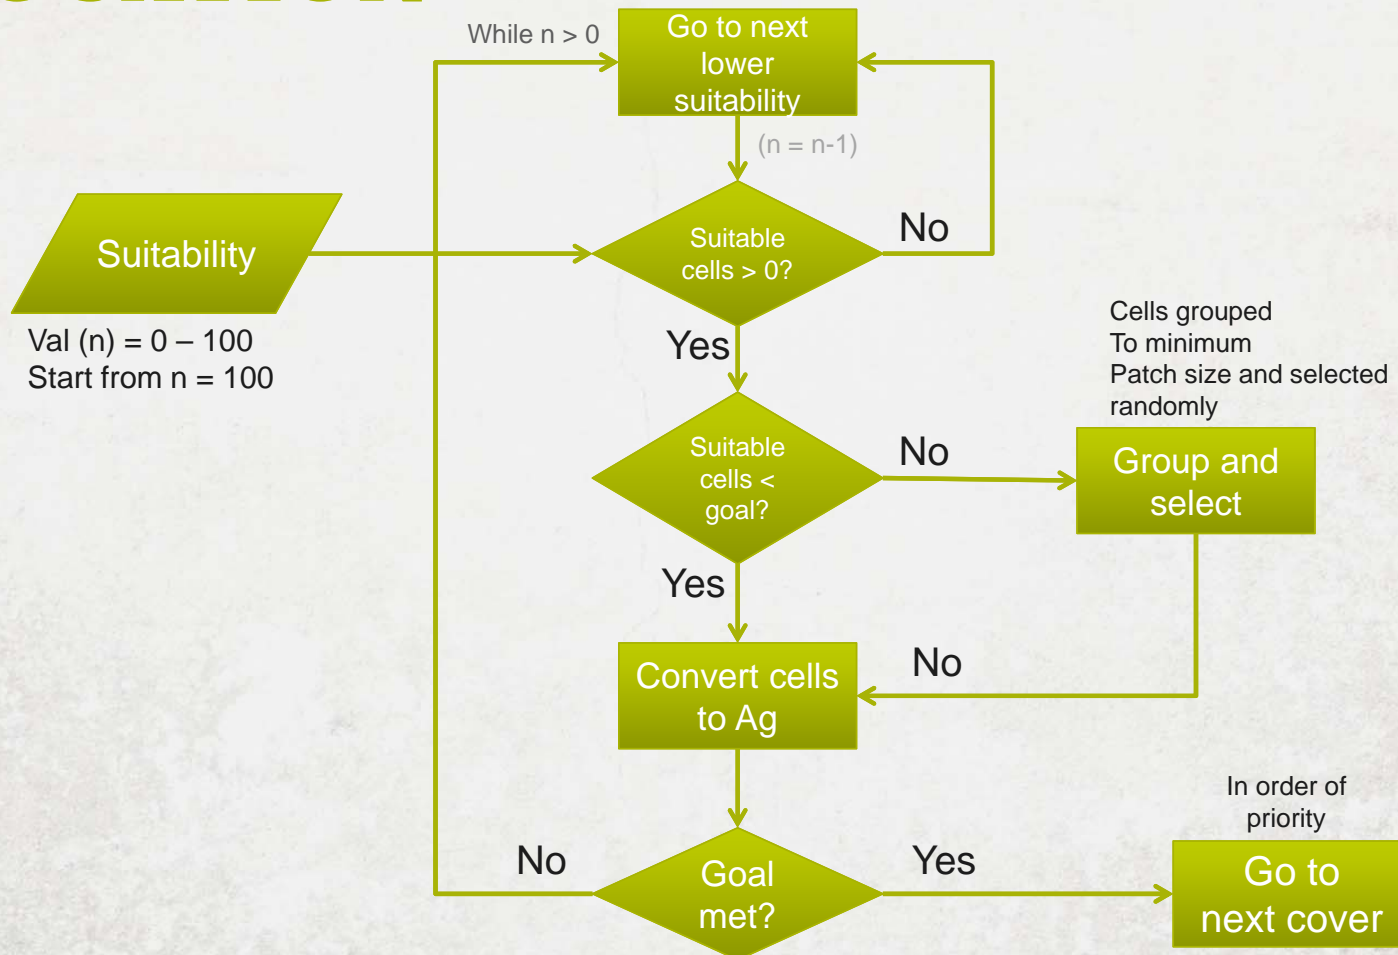 While n > 0
Go to next
lower
suitability
(n = n-1)
Suitability
Suitable
cells > 0?
No
Val (n) = 0 – 100
Start from n = 100
Yes
Cells grouped
To minimum
Patch size and selected
randomly
Suitable
cells <
goal?
No
Group and
select
Yes
Convert cells
to Ag
No
In order of
priority
No
Goal
met?
Yes
Go to
next cover